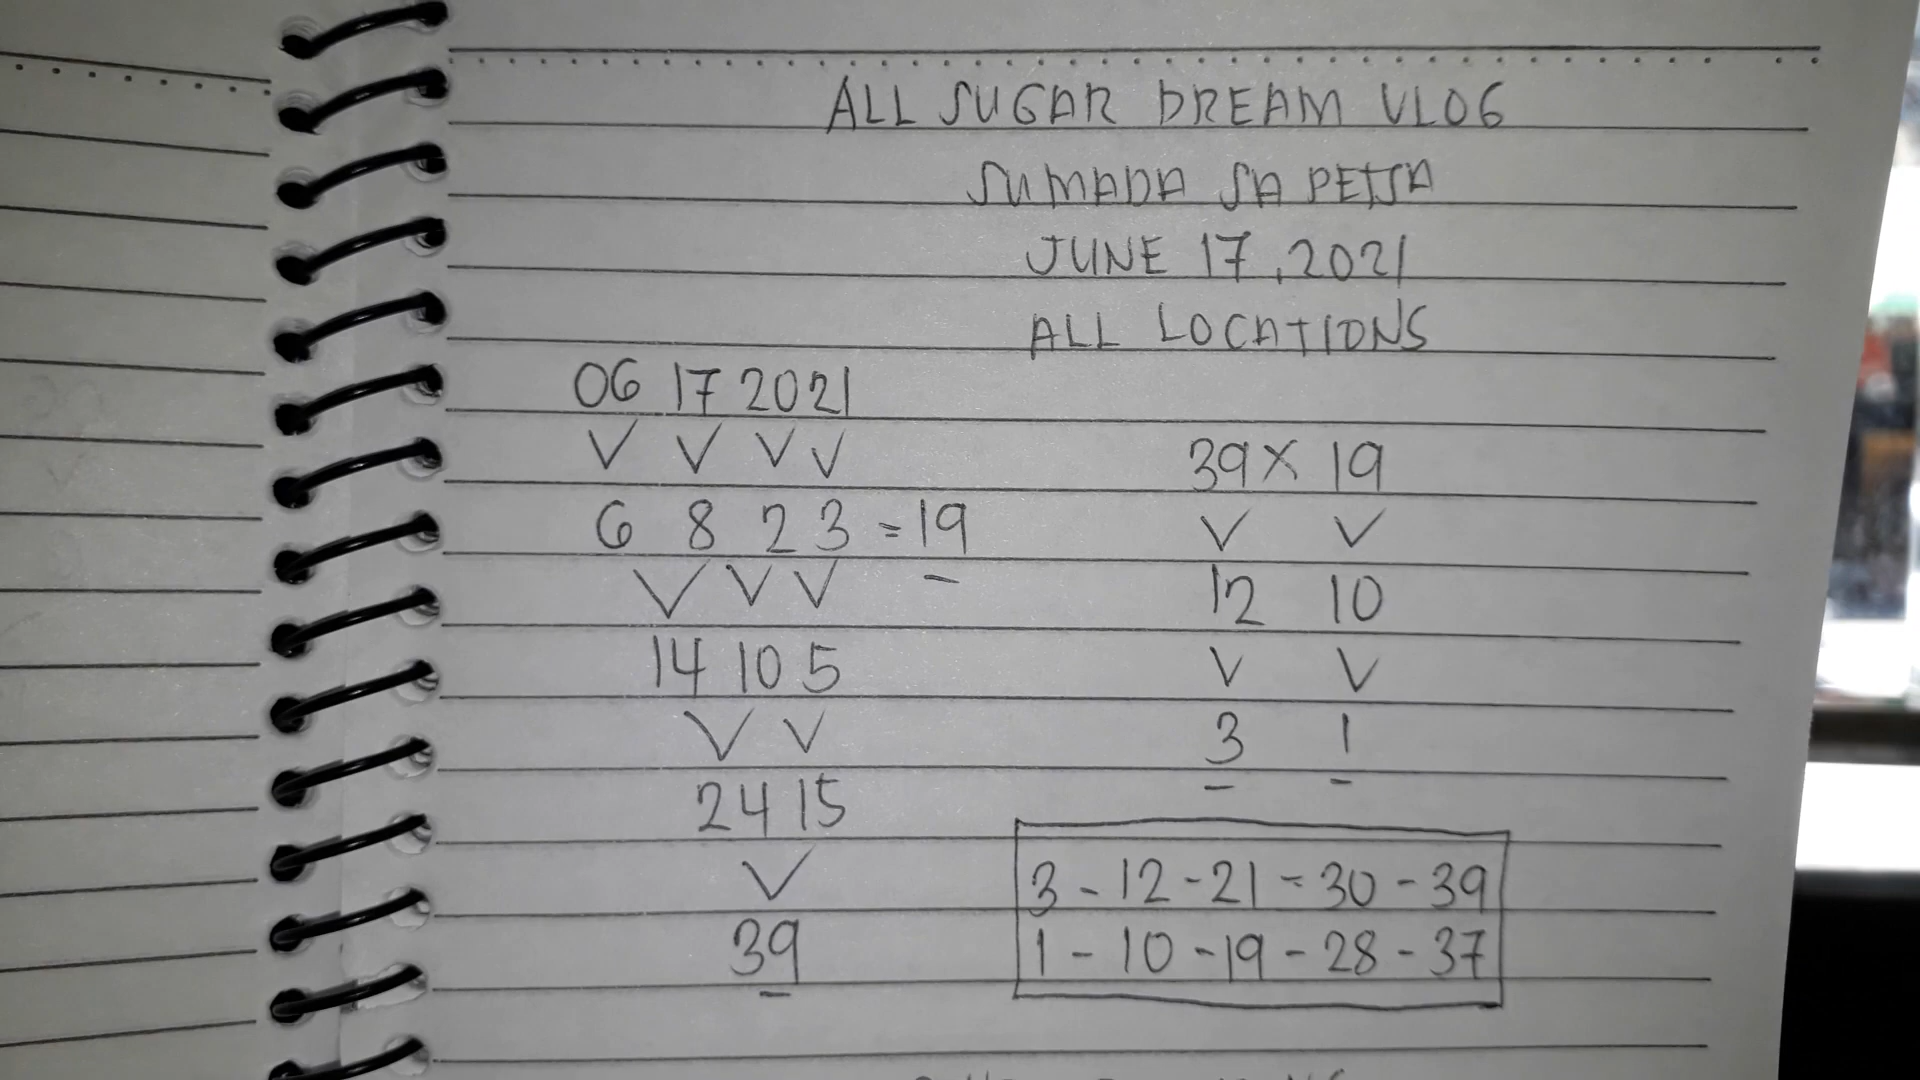 ALL SUGAR DREAM VLOG
SUMADA SA PETSA
JUNE 17, 2021
ALL LOCATIONS
06 17 2021
6 8 2 3 = 19
14 10 5
24 15
39
39 X 19
12 10
3 1
3 - 12 - 21 - 30 - 39
1 - 10 - 19 - 28 - 37